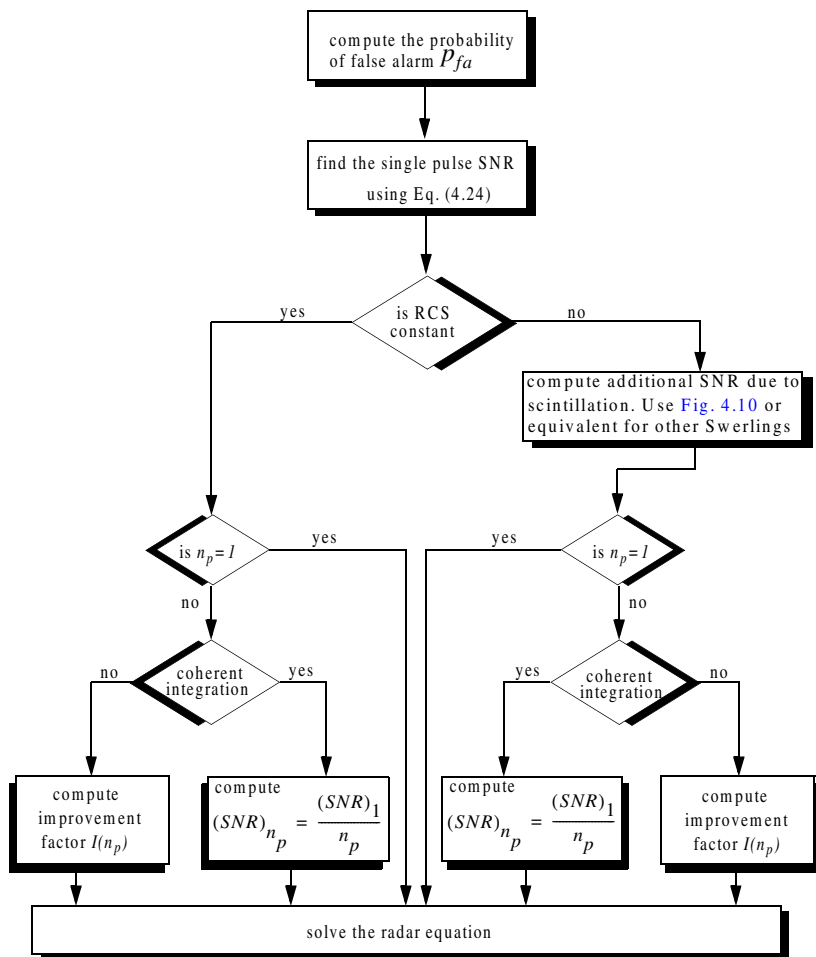 compute the probability
of false alarm p_fa
find the single pulse SNR
using Eq. (4.24)
is RCS
constant
yes
no
compute additional SNR due to
scintillation. Use Fig. 4.10 or
equivalent for other Swerlings
is n_p = 1
yes
yes
is n_p = 1
no
no
no
coherent
integration
yes
yes
coherent
integration
no
compute
improvement
factor I(n_p)
compute
(SNR)_n_p = (SNR)_1 / n_p
compute
(SNR)_n_p = (SNR)_1 / n_p
compute
improvement
factor I(n_p)
solve the radar equation